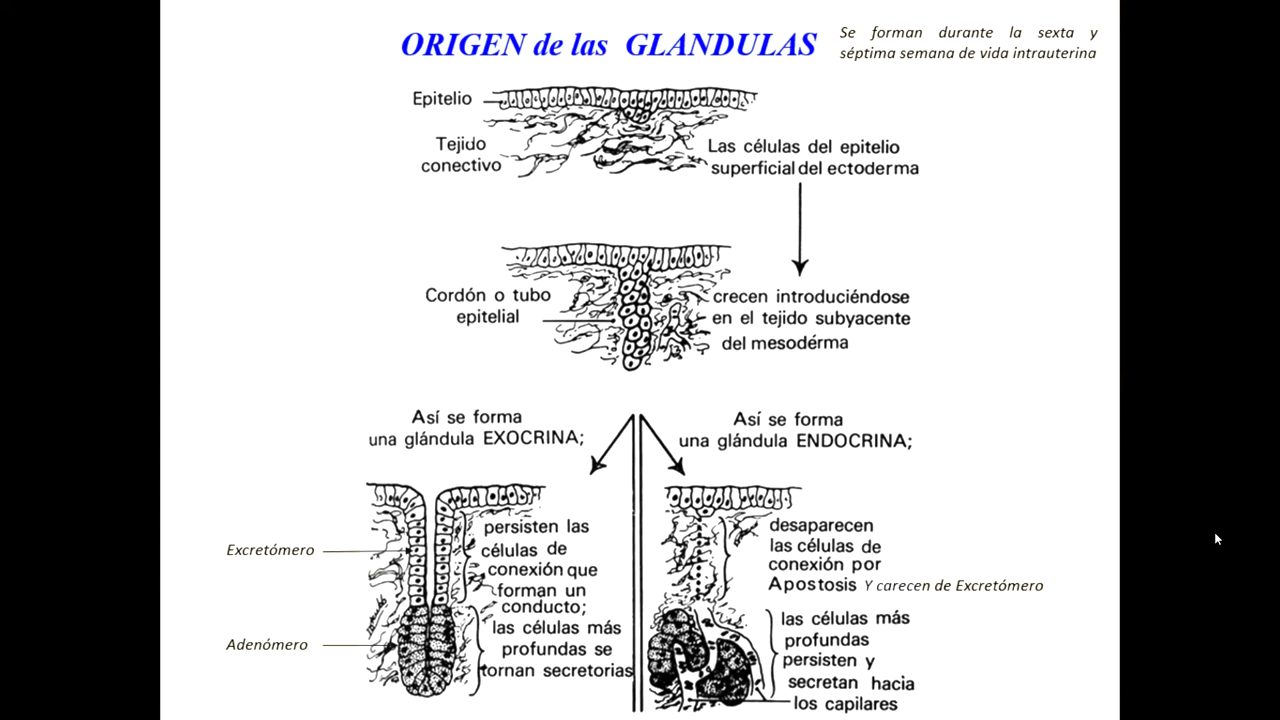 ORIGEN de las GLANDULAS
Se forman durante la sexta y
séptima semana de vida intrauterina
Epitelio
Tejido
conectivo
Las células del epitelio
superficial del ectoderma
Cordón o tubo
epitelial
crecen introduciéndose
en el tejido subyacente
del mesodérma
Así se forma
una glándula EXOCRINA;
Así se forma
una glándula ENDOCRINA;
Excretómero
persisten las
células de
conexión que
forman un
conducto;
Adenómero
las células más
profundas se
tornan secretorias
desaparecen
las células de
conexión por
Apostosis Y carecen de Excretómero
las células más
profundas
persisten y
secretan hacia
los capilares